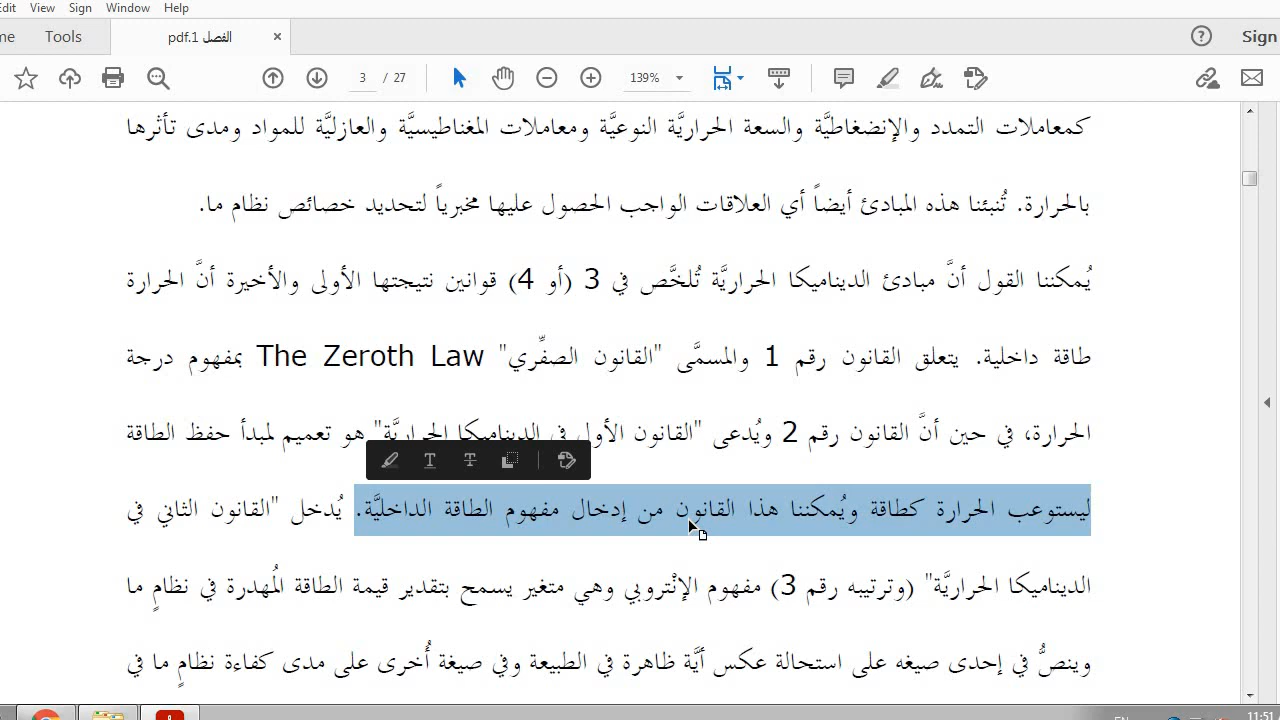 Edit View Sign Window Help
me Tools الفصل 1.pdf × Sign
3 / 27 139%
كمعاملات التمدد والإنضغاطيَّة والسعة الحراريَّة النوعيَّة ومعاملات المغناطيسيَّة والعازليَّة للمواد ومدى تأثرها
بالحرارة. تُنبئنا هذه المبادئ أيضاً أي العلاقات الواجب الحصول عليها مخبرياً لتحديد خصائص نظام ما.
يُمكننا القول أنَّ مبادئ الديناميكا الحراريَّة تُلخَّص في 3 (أو 4) قوانين نتيجتها الأولى والأخيرة أنَّ الحرارة
طاقة داخلية. يتعلق القانون رقم 1 والمسمَّى "القانون الصفِّري" The Zeroth Law بمفهوم درجة
الحرارة، في حين أنَّ القانون رقم 2 ويُدعى "القانون الأول في الديناميكا الحراريَّة" هو تعميم لمبدأ حفظ الطاقة
ليستوعب الحرارة كطاقة ويُمكننا هذا القانون من إدخال مفهوم الطاقة الداخليَّة. يُدخل "القانون الثاني في
الديناميكا الحراريَّة" (وترتيبه رقم 3) مفهوم الإنْتروبي وهي متغير يسمح بتقدير قيمة الطاقة المُهدرة في نظامٍ ما
وينصُّ في إحدى صيغه على استحالة عكس أيَّة ظاهرة في الطبيعة وفي صيغة أُخرى على مدى كفاءة نظامٍ ما في
EN 11:51